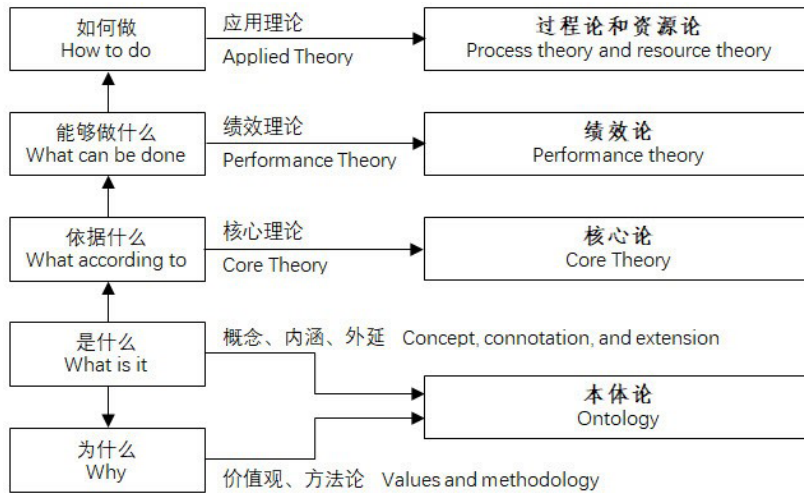 如何做
How to do
应用理论
Applied Theory
过程论和资源论
Process theory and resource theory
能够做什么
What can be done
绩效理论
Performance Theory
绩效论
Performance theory
依据什么
What according to
核心理论
Core Theory
核心论
Core Theory
是什么
What is it
概念、内涵、外延 Concept, connotation, and extension
本体论
Ontology
为什么
Why
价值观、方法论 Values and methodology